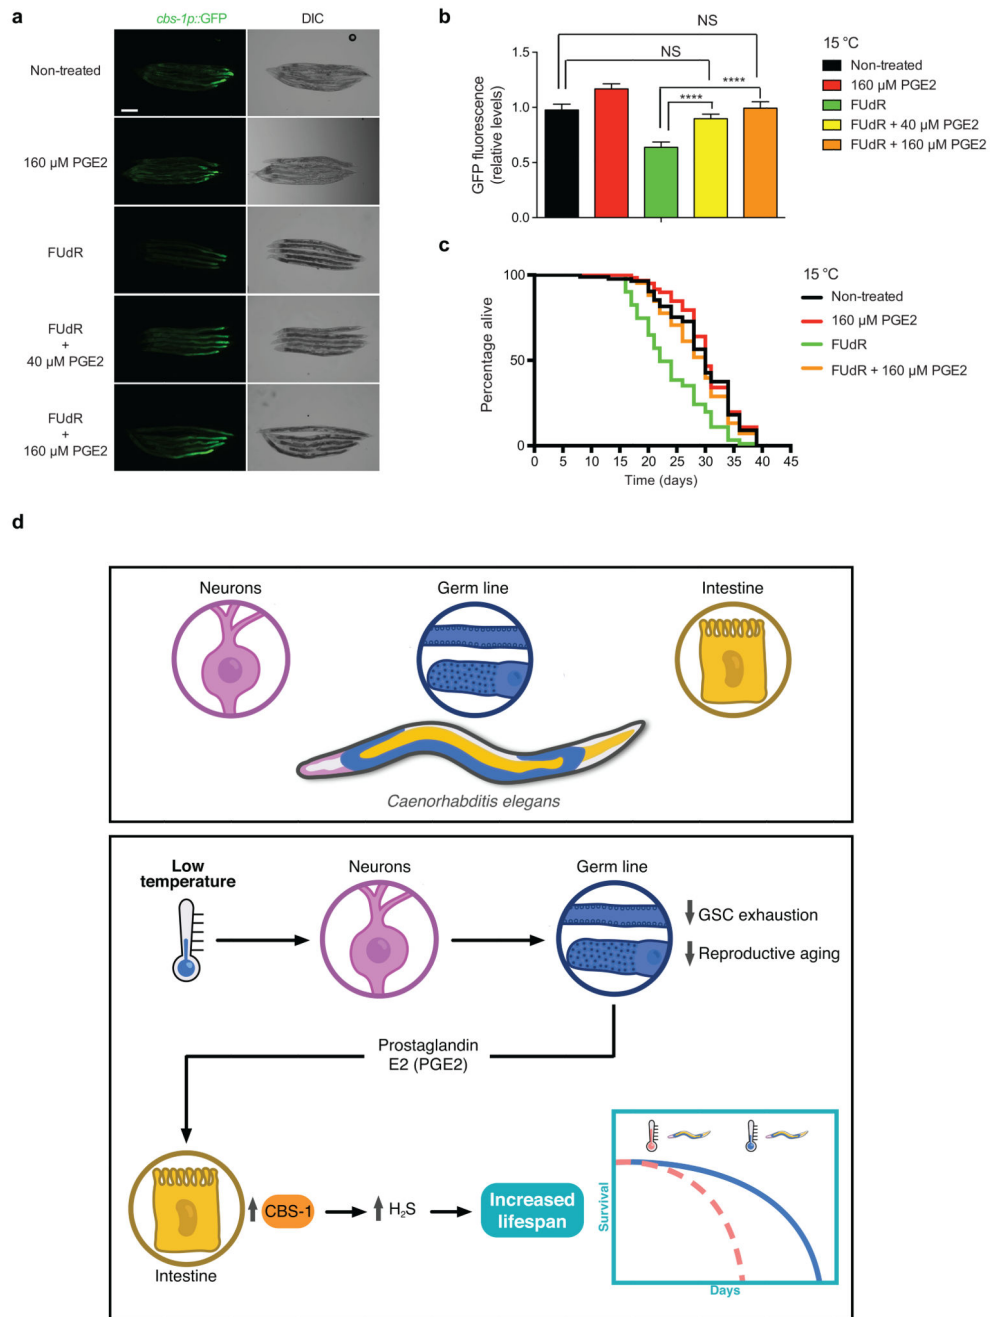 a
cbs-1p::GFP
DIC
Non-treated
160 µM PGE2
FUdR
FUdR
+
40 µM PGE2
FUdR
+
160 µM PGE2
b
NS
NS
****
****
1.5
1.0
0.5
0.0
GFP fluorescence
(relative levels)
15 °C
Non-treated
160 µM PGE2
FUdR
FUdR + 40 µM PGE2
FUdR + 160 µM PGE2
c
100
50
0
Percentage alive
0 5 10 15 20 25 30 35 40 45
Time (days)
15 °C
Non-treated
160 µM PGE2
FUdR
FUdR + 160 µM PGE2
d
Neurons
Germ line
Intestine
Caenorhabditis elegans
Low
temperature
Neurons
Germ line
GSC exhaustion
Reproductive aging
Prostaglandin
E2 (PGE2)
Intestine
CBS-1
H₂S
Increased
lifespan
Survival
Days